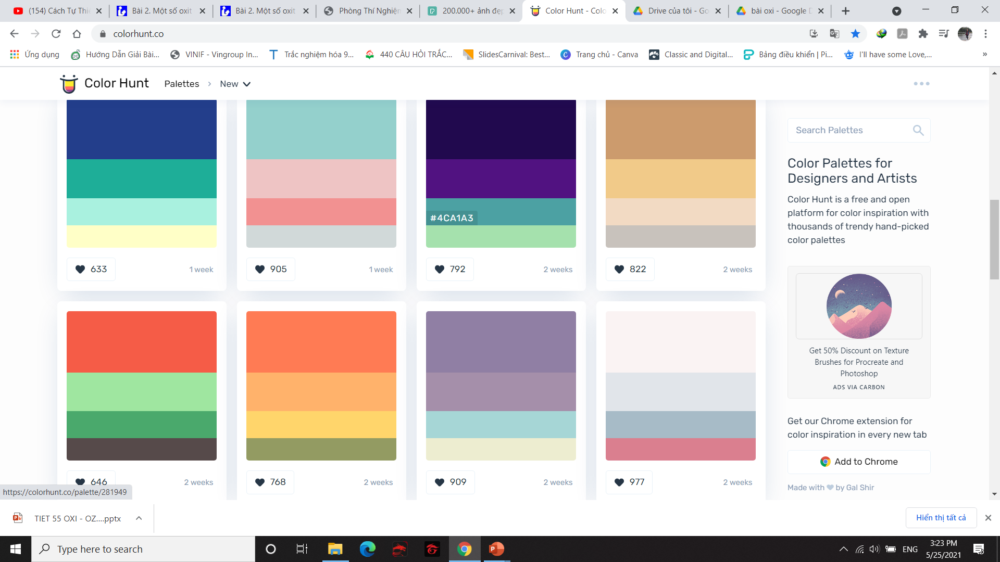 (154) Cách Tự Thiế
Bài 2. Một số oxit
Bài 2. Một số oxit
Phòng Thí Nghiện
200.000+ ảnh đẹp
Color Hunt - Colo
Drive của tôi - Go
bài oxi - Google D
colorhunt.co
Ứng dụng
Hướng Dẫn Giải Bài...
VINIF - Vingroup In...
Trắc nghiệm hóa 9...
440 CÂU HỎI TRẮC...
SlidesCarnival: Best...
Trang chủ - Canva
Classic and Digital...
Bảng điều khiển | Pi...
I'll have some Love,...
»
Color Hunt
Palettes
New
#4CA1A3
633
1 week
905
1 week
792
2 weeks
822
2 weeks
646
2 weeks
768
2 weeks
909
2 weeks
977
2 weeks
Search Palettes
Color Palettes for
Designers and Artists
Color Hunt is a free and open
platform for color inspiration with
thousands of trendy hand-picked
color palettes
Get 50% Discount on Texture
Brushes for Procreate and
Photoshop
ADS VIA CARBON
Get our Chrome extension for
color inspiration in every new tab
Add to Chrome
Made with ❤ by Gal Shir
https://colorhunt.co/palette/281949
TIET 55 OXI - OZ....pptx
Hiển thị tất cả
Type here to search
ENG
3:23 PM
5/25/2021